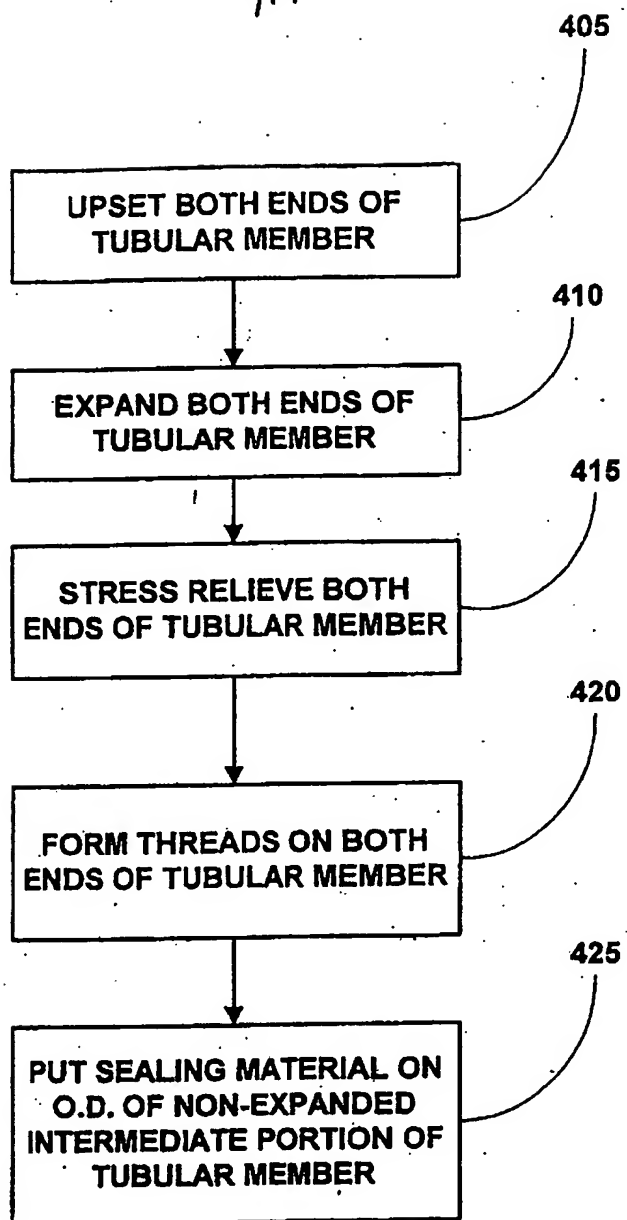 405
UPSET BOTH ENDS OF
TUBULAR MEMBER
410
EXPAND BOTH ENDS OF
TUBULAR MEMBER
415
STRESS RELIEVE BOTH
ENDS OF TUBULAR MEMBER
420
FORM THREADS ON BOTH
ENDS OF TUBULAR MEMBER
425
PUT SEALING MATERIAL ON
O.D. OF NON-EXPANDED
INTERMEDIATE PORTION OF
TUBULAR MEMBER